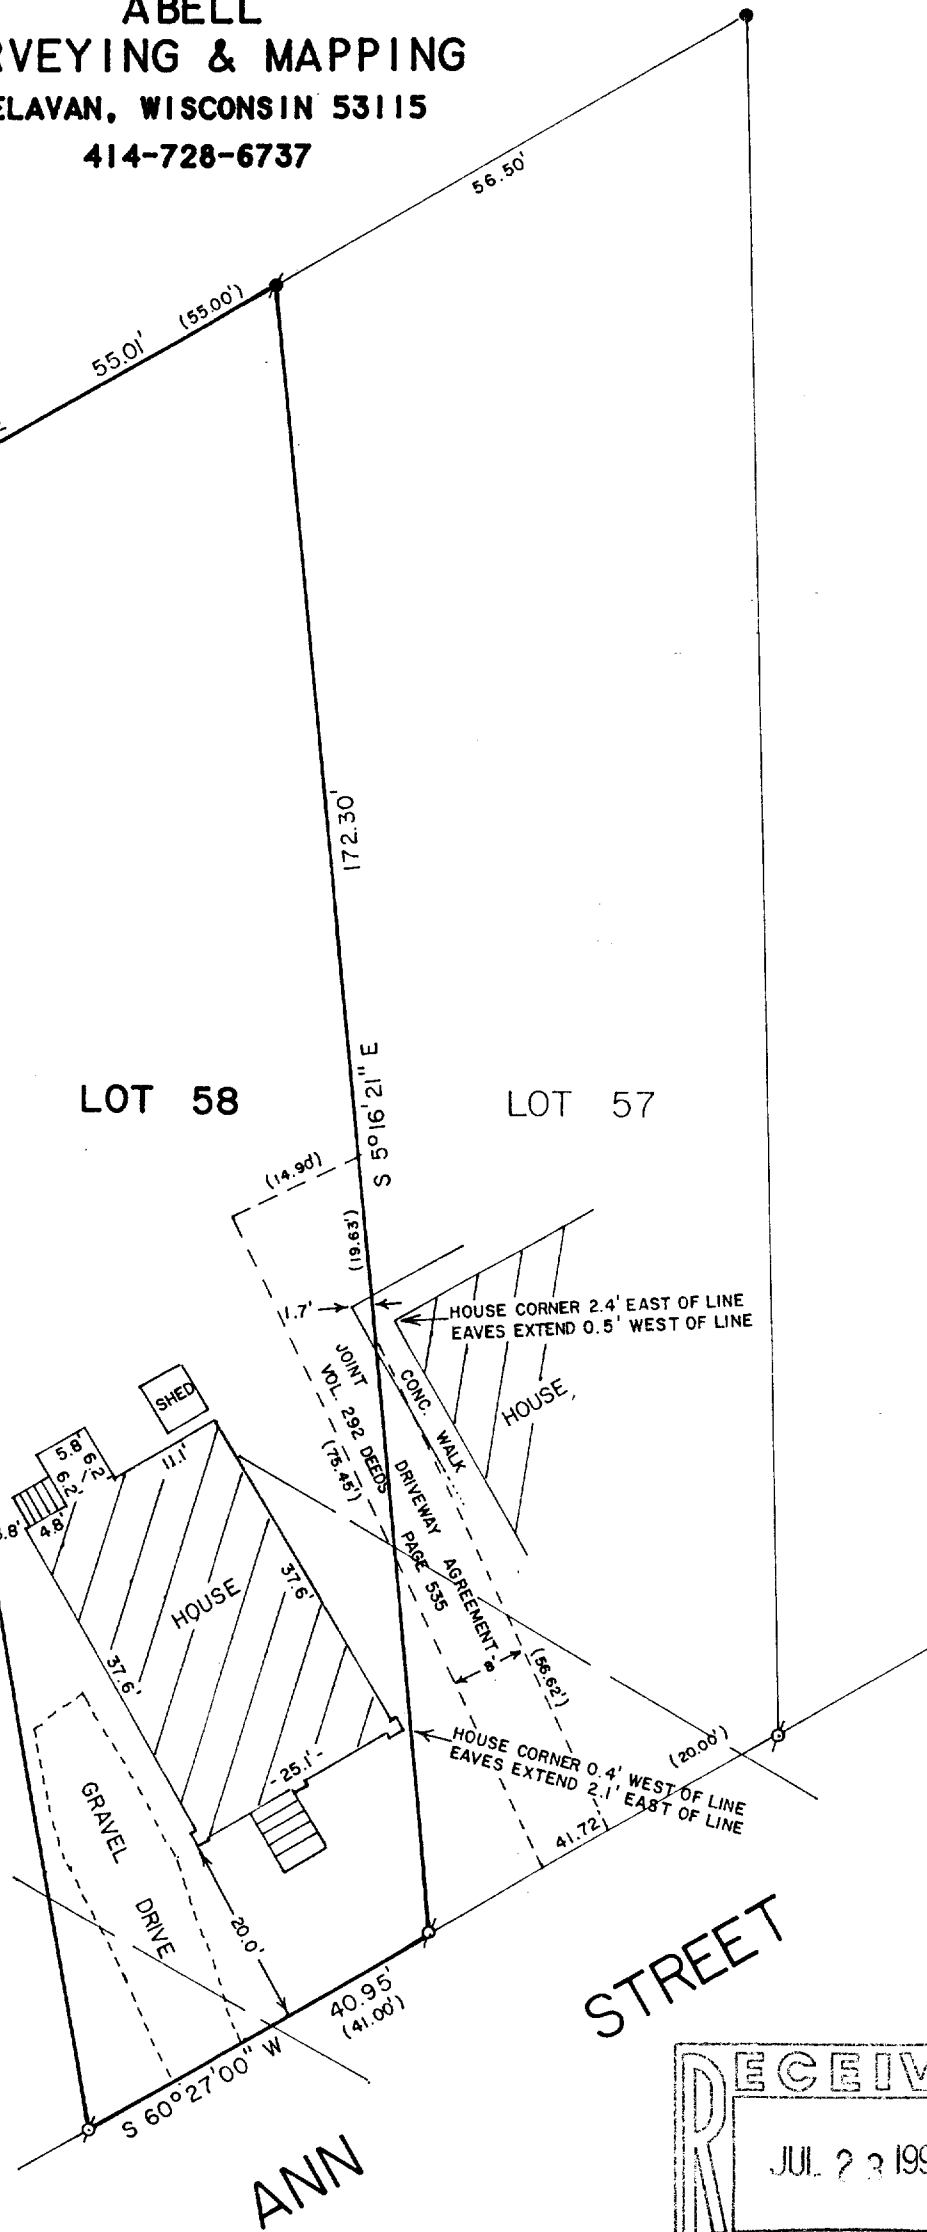 ABELL
RVEYING & MAPPING
ELAVAN, WISCONSIN 53115
414-728-6737
56.50'
55.01'
(55.00')
172.30'
S 5°16'21" E
LOT 58
LOT 57
(14.90')
(19.63')
1.7'
HOUSE CORNER 2.4' EAST OF LINE
EAVES EXTEND 0.5' WEST OF LINE
JOINT DRIVEWAY AGREEMENT
VOL. 292 DEEDS PAGE 535
(75.45')
CONC. WALK
HOUSE
SHED
5.8'
6.2'
6.2'
4.8'
.8'
11.1'
HOUSE
37.6'
37.6'
8
(56.62')
HOUSE CORNER 0.4' WEST OF LINE
EAVES EXTEND 2.1' EAST OF LINE
(20.00')
25.1'
41.72'
GRAVEL DRIVE
20.0'
40.95'
(41.00')
S 60°27'00" W
ANN STREET
RECEIV
JUL 23 199